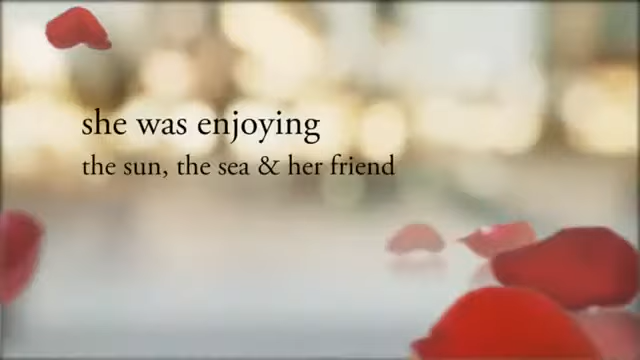 she was enjoying
the sun, the sea & her friend